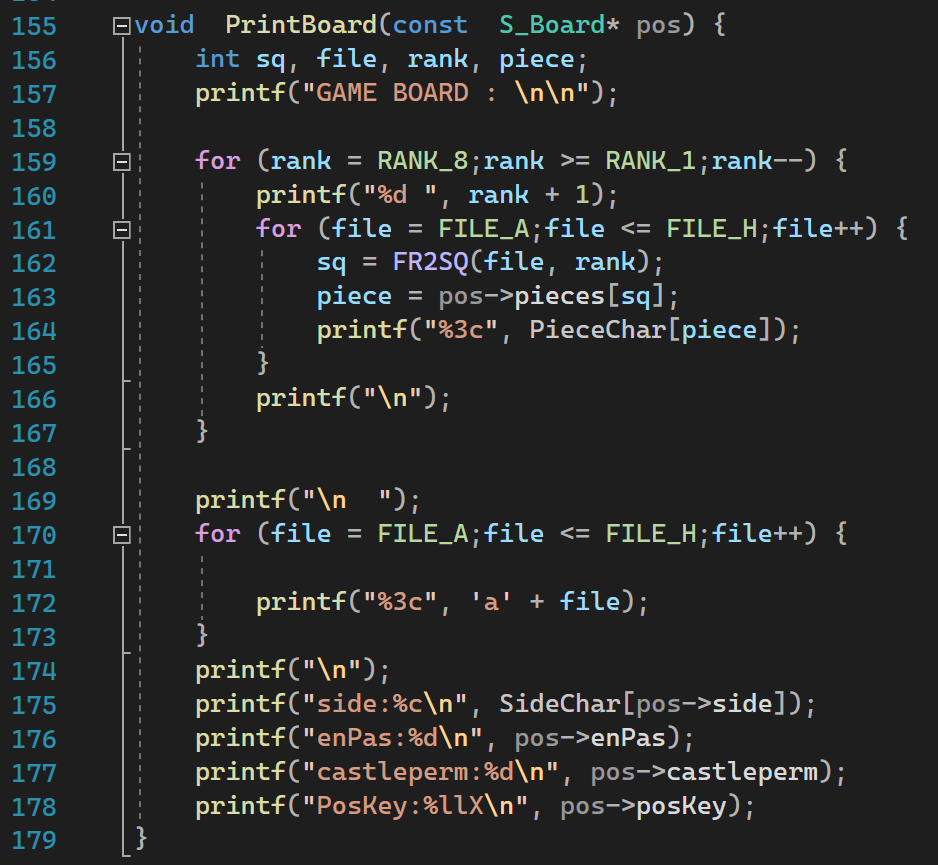 155 void  PrintBoard(const  S_Board* pos) {
156     int sq, file, rank, piece;
157     printf("GAME BOARD : \n\n");
158
159     for (rank = RANK_8;rank >= RANK_1;rank--) {
160         printf("%d ", rank + 1);
161         for (file = FILE_A;file <= FILE_H;file++) {
162             sq = FR2SQ(file, rank);
163             piece = pos->pieces[sq];
164             printf("%3c", PieceChar[piece]);
165         }
166         printf("\n");
167     }
168
169     printf("\n  ");
170     for (file = FILE_A;file <= FILE_H;file++) {
171
172         printf("%3c", 'a' + file);
173     }
174     printf("\n");
175     printf("side:%c\n", SideChar[pos->side]);
176     printf("enPas:%d\n", pos->enPas);
177     printf("castleperm:%d\n", pos->castleperm);
178     printf("PosKey:%llX\n", pos->posKey);
179 }